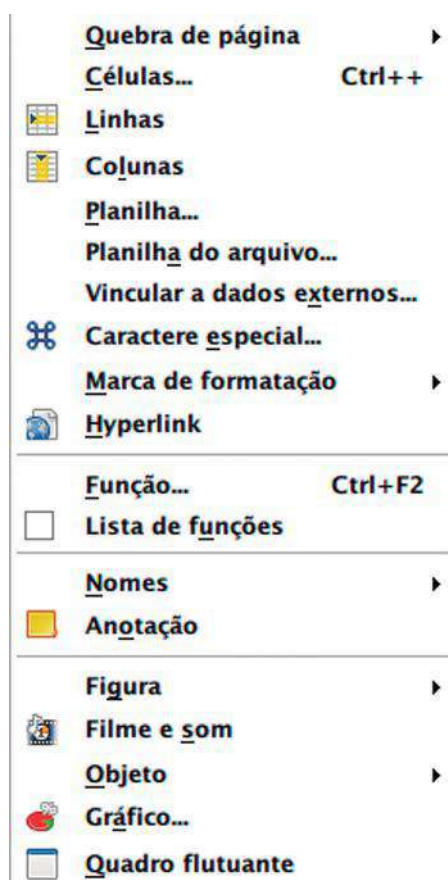 Quebra de página
Células... Ctrl++
Linhas
Colunas
Planilha...
Planilha do arquivo...
Vincular a dados externos...
Caractere especial...
Marca de formatação
Hyperlink
Função... Ctrl+F2
Lista de funções
Nomes
Anotação
Figura
Filme e som
Objeto
Gráfico...
Quadro flutuante